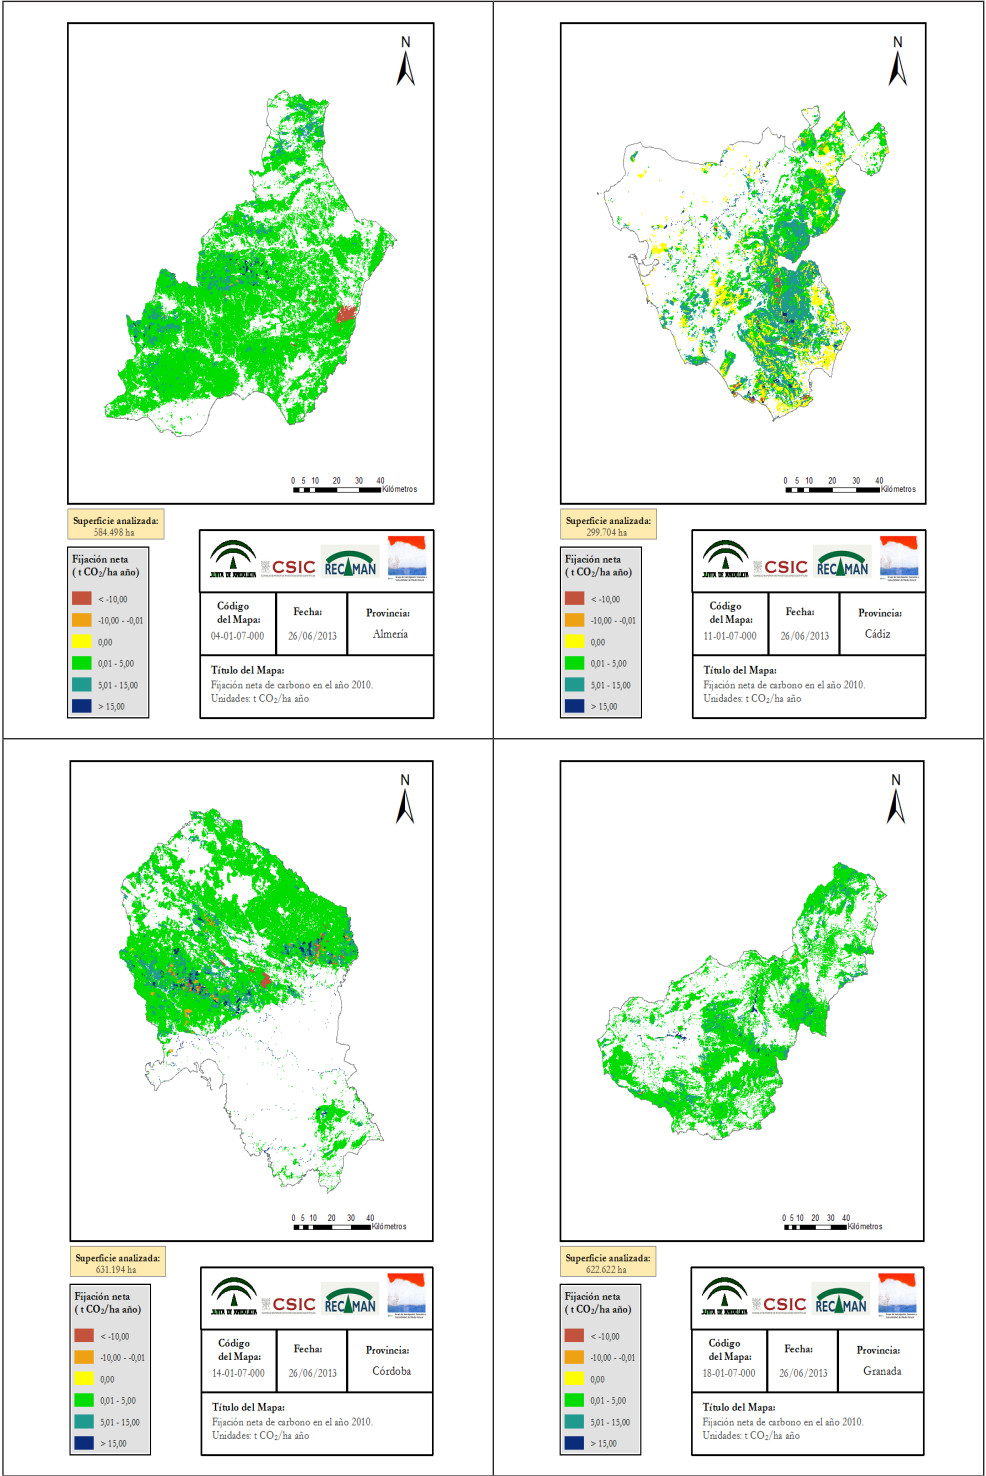 N
0 5 10 20 30 40
Kilómetros
Superficie analizada:
584.498 ha
Fijación neta
( t CO₂/ha año)
< -10,00
-10,00 - -0,01
0,00
0,01 - 5,00
5,01 - 15,00
> 15,00
JUNTA DE ANDALUCIA
CSIC
RECAMAN
Código
del Mapa:
04-01-07-000
Fecha:
26/06/2013
Provincia:
Almería
Título del Mapa:
Fijación neta de carbono en el año 2010.
Unidades: t CO₂/ha año
N
0 5 10 20 30 40
Kilómetros
Superficie analizada:
299.704 ha
Fijación neta
( t CO₂/ha año)
< -10,00
-10,00 - -0,01
0,00
0,01 - 5,00
5,01 - 15,00
> 15,00
JUNTA DE ANDALUCIA
CSIC
RECAMAN
Código
del Mapa:
11-01-07-000
Fecha:
26/06/2013
Provincia:
Cádiz
Título del Mapa:
Fijación neta de carbono en el año 2010.
Unidades: t CO₂/ha año
N
0 5 10 20 30 40
Kilómetros
Superficie analizada:
631.194 ha
Fijación neta
( t CO₂/ha año)
< -10,00
-10,00 - -0,01
0,00
0,01 - 5,00
5,01 - 15,00
> 15,00
JUNTA DE ANDALUCIA
CSIC
RECAMAN
Código
del Mapa:
14-01-07-000
Fecha:
26/06/2013
Provincia:
Córdoba
Título del Mapa:
Fijación neta de carbono en el año 2010.
Unidades: t CO₂/ha año
N
0 5 10 20 30 40
Kilómetros
Superficie analizada:
622.622 ha
Fijación neta
( t CO₂/ha año)
< -10,00
-10,00 - -0,01
0,00
0,01 - 5,00
5,01 - 15,00
> 15,00
JUNTA DE ANDALUCIA
CSIC
RECAMAN
Código
del Mapa:
18-01-07-000
Fecha:
26/06/2013
Provincia:
Granada
Título del Mapa:
Fijación neta de carbono en el año 2010.
Unidades: t CO₂/ha año